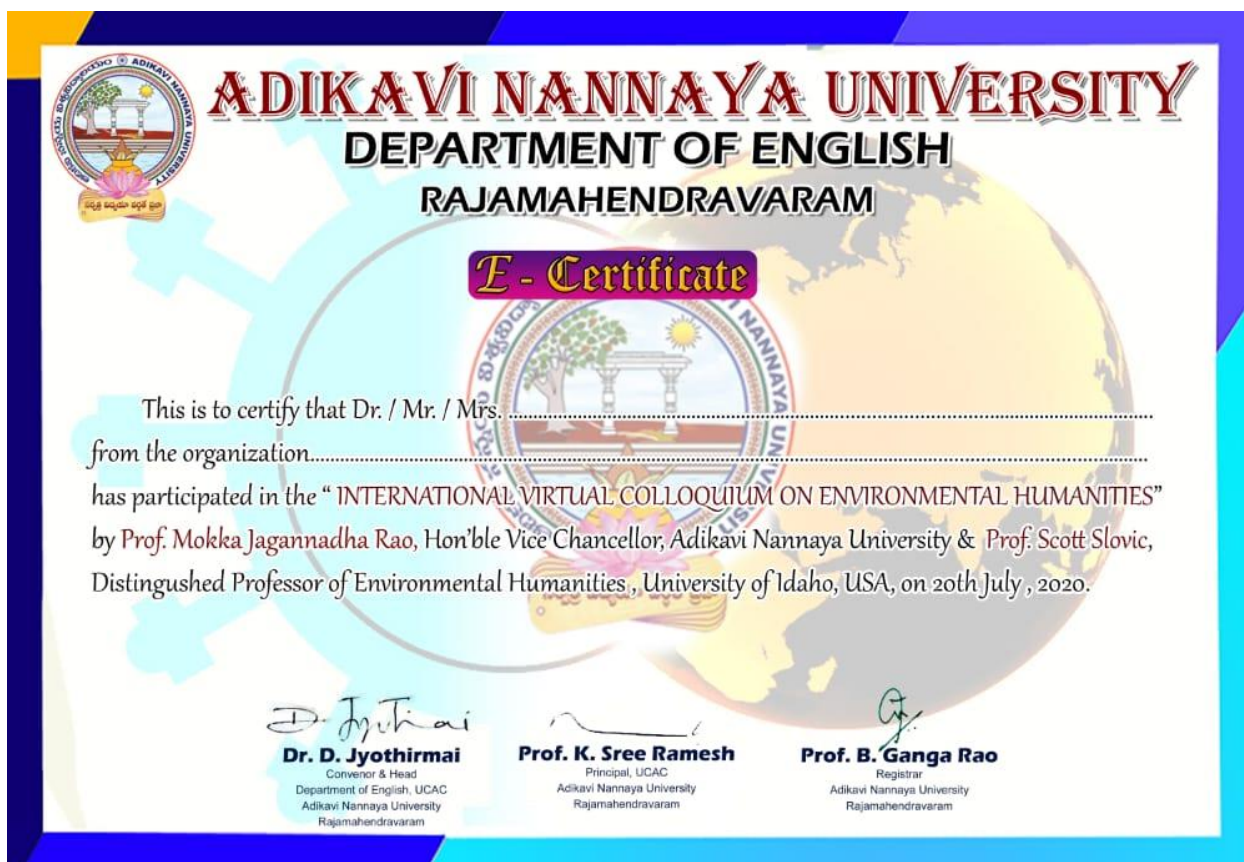 ADIKAVI NANNAYA UNIVERSITY
DEPARTMENT OF ENGLISH
RAJAMAHENDRAVARAM
ADIKAVI NANNAYA UNIVERSITY
E - Certificate
This is to certify that Dr. / Mr. / Mrs. ........................................................................
from the organization........................................................................
has participated in the “ INTERNATIONAL VIRTUAL COLLOQUIUM ON ENVIRONMENTAL HUMANITIES”
by Prof. Mokka Jagannadha Rao, Hon'ble Vice Chancellor, Adikavi Nannaya University & Prof. Scott Slovic,
Distingushed Professor of Environmental Humanities , University of Idaho, USA, on 20th July , 2020.
D. Jyothirmai
Dr. D. Jyothirmai
Convenor & Head
Department of English, UCAC
Adikavi Nannaya University
Rajamahendravaram
Prof. K. Sree Ramesh
Principal, UCAC
Adikavi Nannaya University
Rajamahendravaram
Prof. B. Ganga Rao
Registrar
Adikavi Nannaya University
Rajamahendravaram